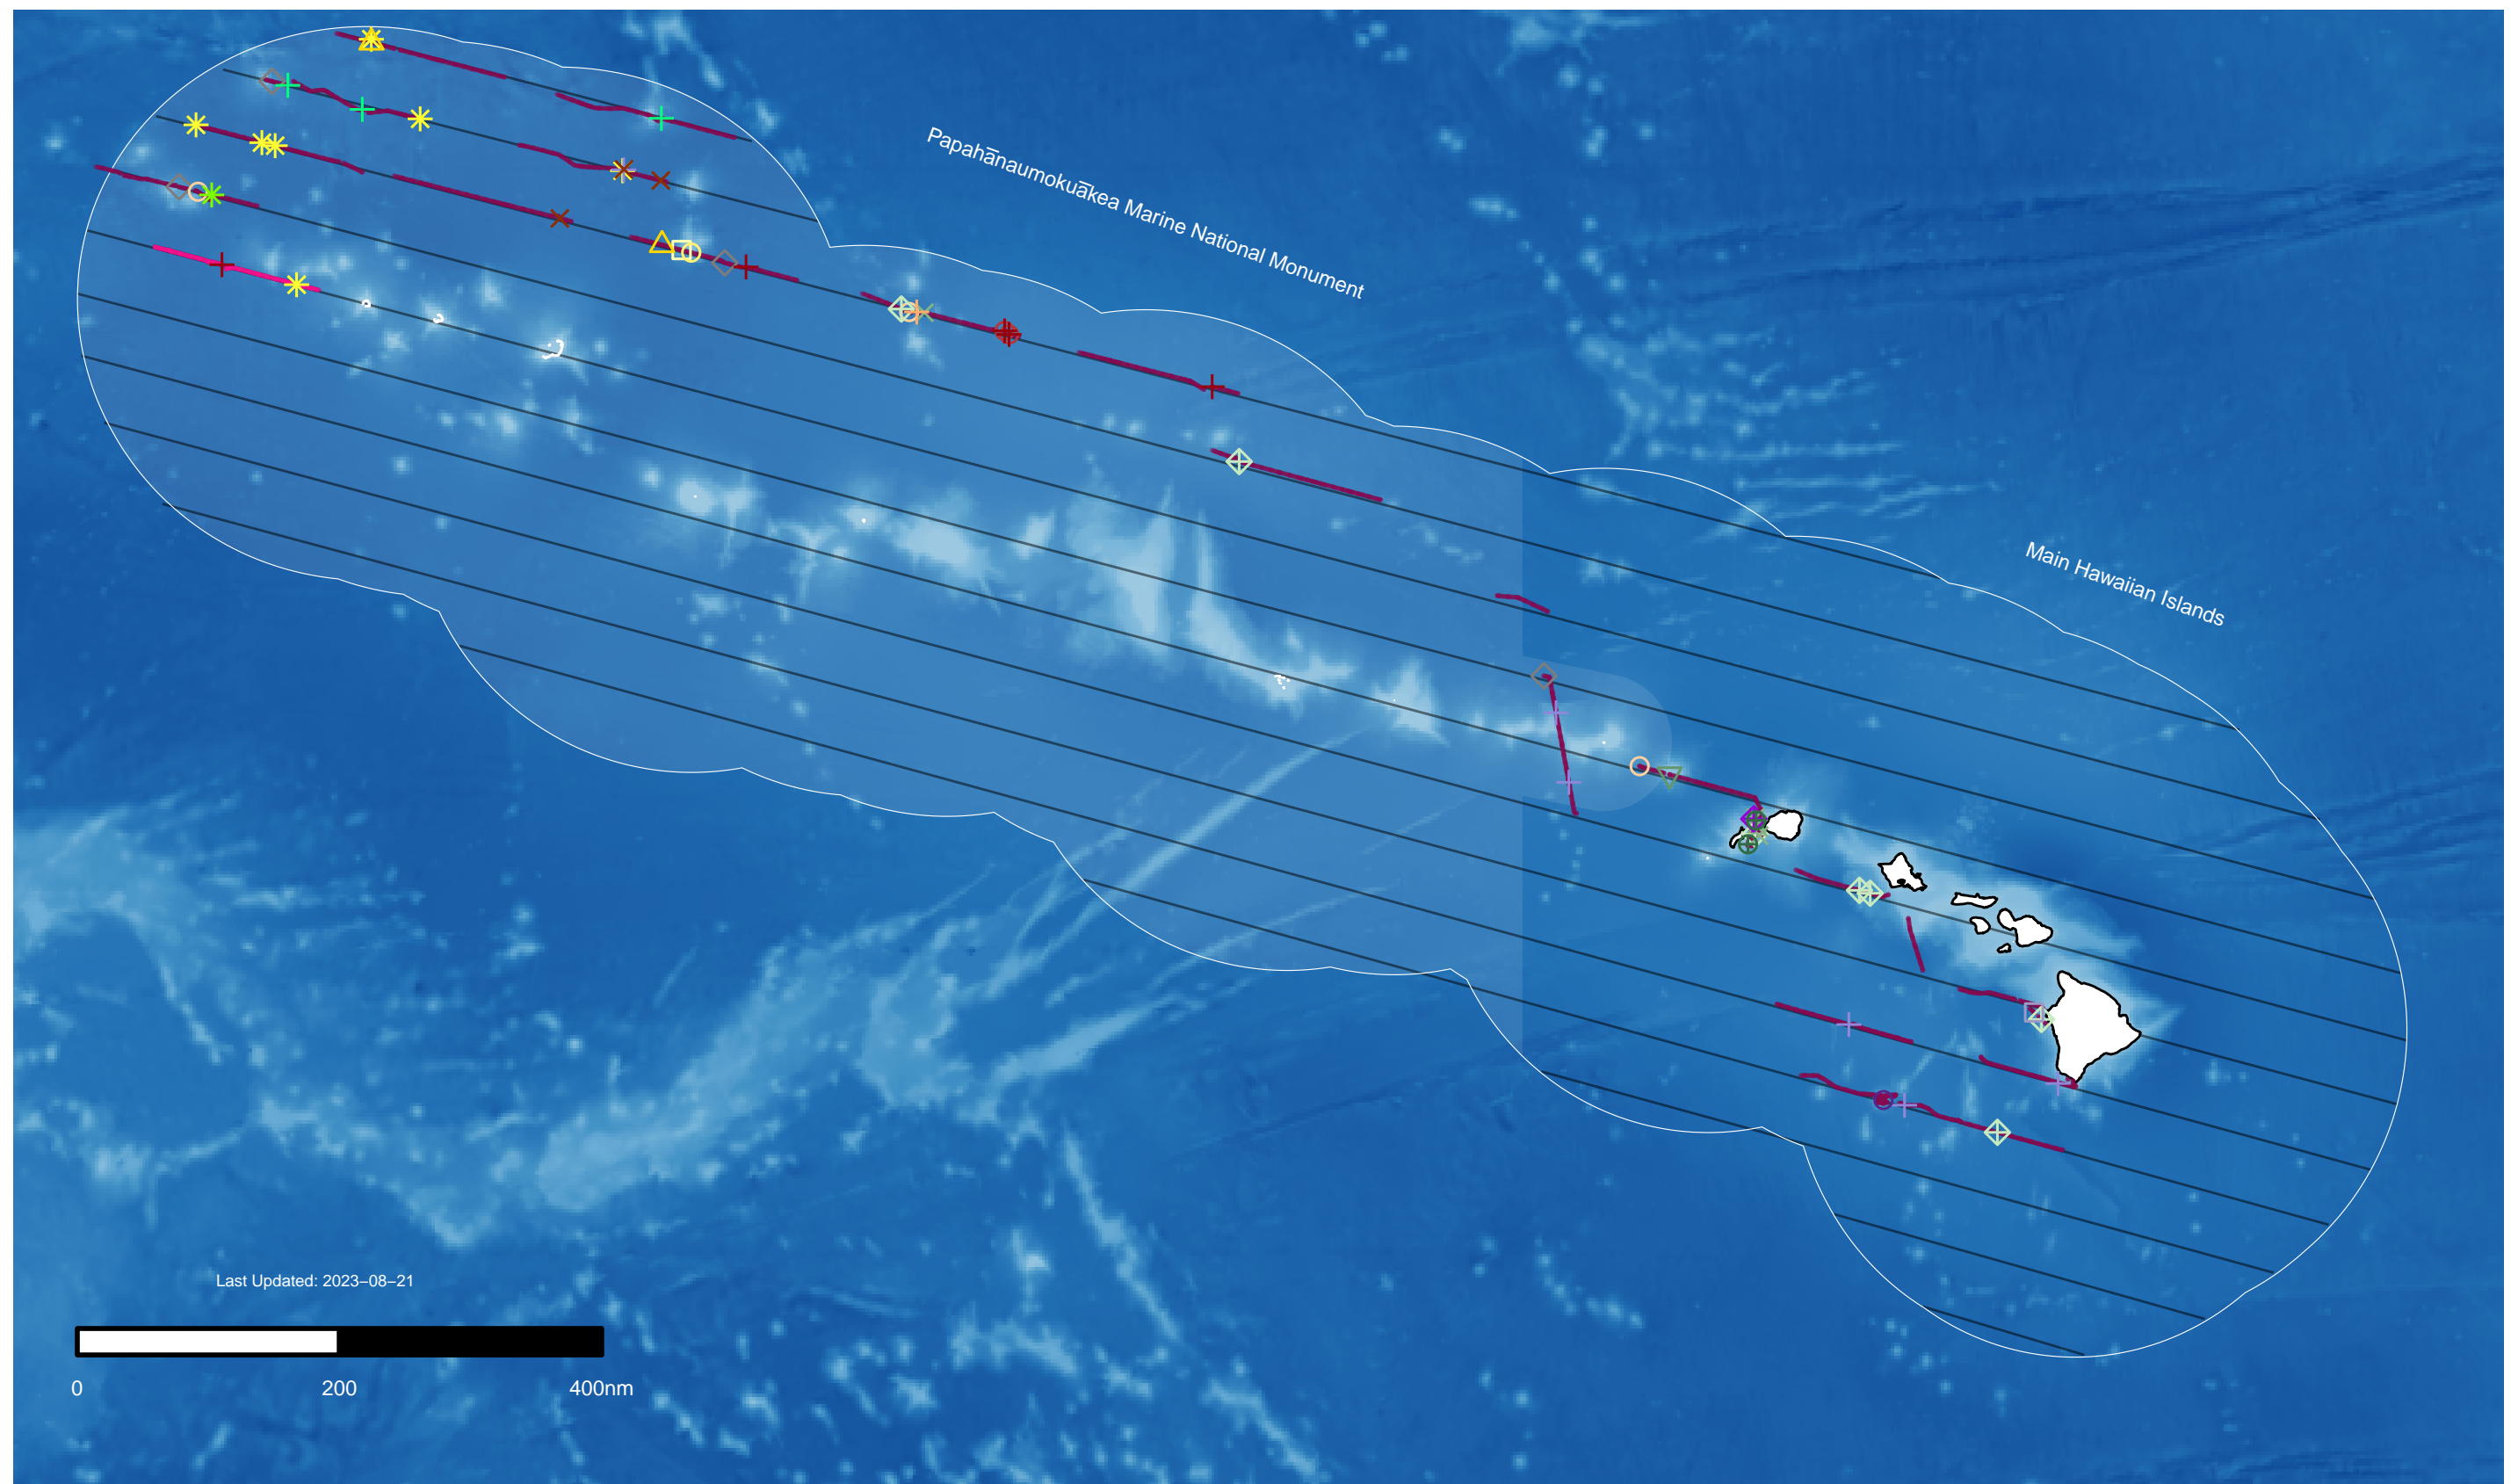 Papahānaumokuākea Marine National Monument
Main Hawaiian Islands
Last Updated: 2023−08−21
0 200 400nm